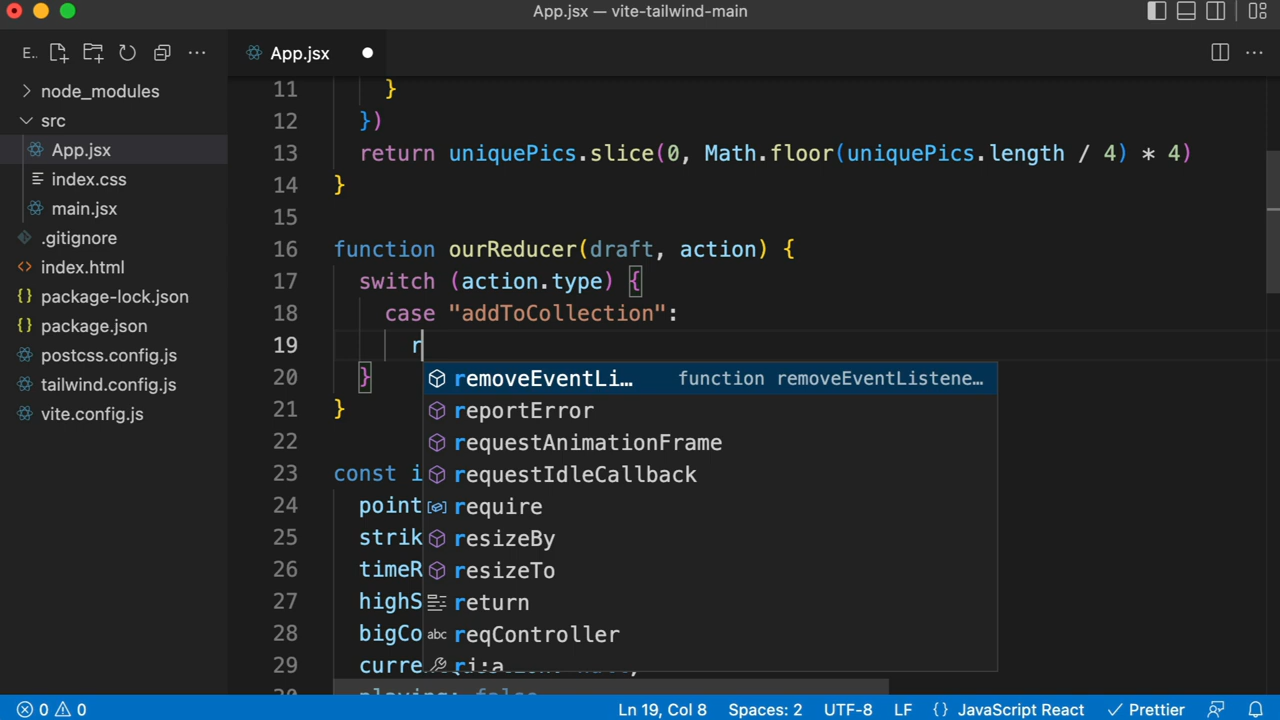 App.jsx — vite-tailwind-main
E..
App.jsx
node_modules
src
App.jsx
index.css
main.jsx
.gitignore
index.html
package-lock.json
package.json
postcss.config.js
tailwind.config.js
vite.config.js
11 }
12 })
13 return uniquePics.slice(0, Math.floor(uniquePics.length / 4) * 4)
14 }
15
16 function ourReducer(draft, action) {
17 switch (action.type) {
18 case "addToCollection":
19 r
20 }
21 }
22
23 const i
24 point
25 strik
26 timeR
27 highS
28 bigCo
29 curre
removeEventLi… function removeEventListene…
reportError
requestAnimationFrame
requestIdleCallback
require
resizeBy
resizeTo
return
abc reqController
playing: false
0 0 Ln 19, Col 8 Spaces: 2 UTF-8 LF {} JavaScript React Prettier